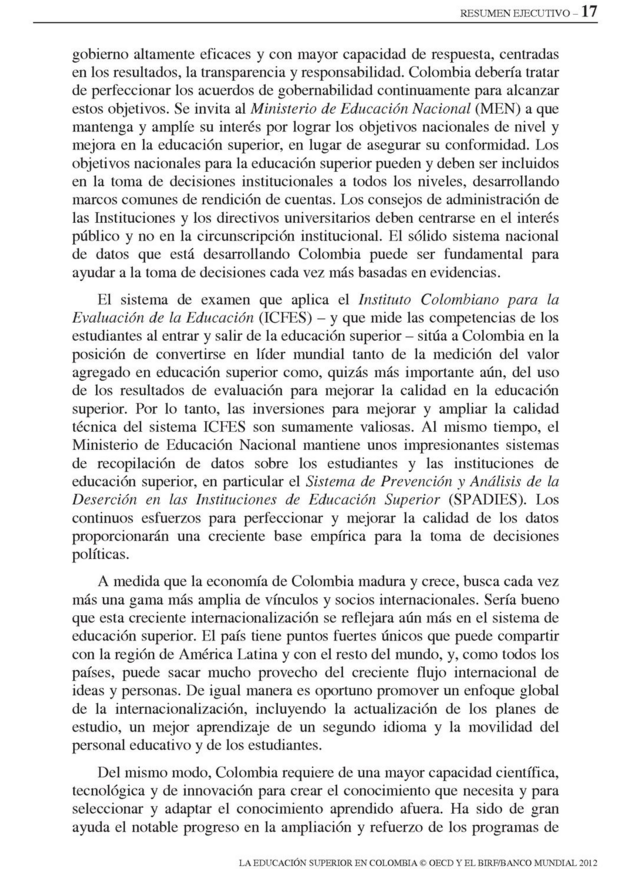 RESUMEN EJECUTIVO – 17
gobierno altamente eficaces y con mayor capacidad de respuesta, centradas
en los resultados, la transparencia y responsabilidad. Colombia debería tratar
de perfeccionar los acuerdos de gobernabilidad continuamente para alcanzar
estos objetivos. Se invita al Ministerio de Educación Nacional (MEN) a que
mantenga y amplíe su interés por lograr los objetivos nacionales de nivel y
mejora en la educación superior, en lugar de asegurar su conformidad. Los
objetivos nacionales para la educación superior pueden y deben ser incluidos
en la toma de decisiones institucionales a todos los niveles, desarrollando
marcos comunes de rendición de cuentas. Los consejos de administración de
las Instituciones y los directivos universitarios deben centrarse en el interés
público y no en la circunscripción institucional. El sólido sistema nacional
de datos que está desarrollando Colombia puede ser fundamental para
ayudar a la toma de decisiones cada vez más basadas en evidencias.
El sistema de examen que aplica el Instituto Colombiano para la
Evaluación de la Educación (ICFES) – y que mide las competencias de los
estudiantes al entrar y salir de la educación superior – sitúa a Colombia en la
posición de convertirse en líder mundial tanto de la medición del valor
agregado en educación superior como, quizás más importante aún, del uso
de los resultados de evaluación para mejorar la calidad en la educación
superior. Por lo tanto, las inversiones para mejorar y ampliar la calidad
técnica del sistema ICFES son sumamente valiosas. Al mismo tiempo, el
Ministerio de Educación Nacional mantiene unos impresionantes sistemas
de recopilación de datos sobre los estudiantes y las instituciones de
educación superior, en particular el Sistema de Prevención y Análisis de la
Deserción en las Instituciones de Educación Superior (SPADIES). Los
continuos esfuerzos para perfeccionar y mejorar la calidad de los datos
proporcionarán una creciente base empírica para la toma de decisiones
políticas.
A medida que la economía de Colombia madura y crece, busca cada vez
más una gama más amplia de vínculos y socios internacionales. Sería bueno
que esta creciente internacionalización se reflejara aún más en el sistema de
educación superior. El país tiene puntos fuertes únicos que puede compartir
con la región de América Latina y con el resto del mundo, y, como todos los
países, puede sacar mucho provecho del creciente flujo internacional de
ideas y personas. De igual manera es oportuno promover un enfoque global
de la internacionalización, incluyendo la actualización de los planes de
estudio, un mejor aprendizaje de un segundo idioma y la movilidad del
personal educativo y de los estudiantes.
Del mismo modo, Colombia requiere de una mayor capacidad científica,
tecnológica y de innovación para crear el conocimiento que necesita y para
seleccionar y adaptar el conocimiento aprendido afuera. Ha sido de gran
ayuda el notable progreso en la ampliación y refuerzo de los programas de
LA EDUCACIÓN SUPERIOR EN COLOMBIA © OECD Y EL BIRF/BANCO MUNDIAL 2012